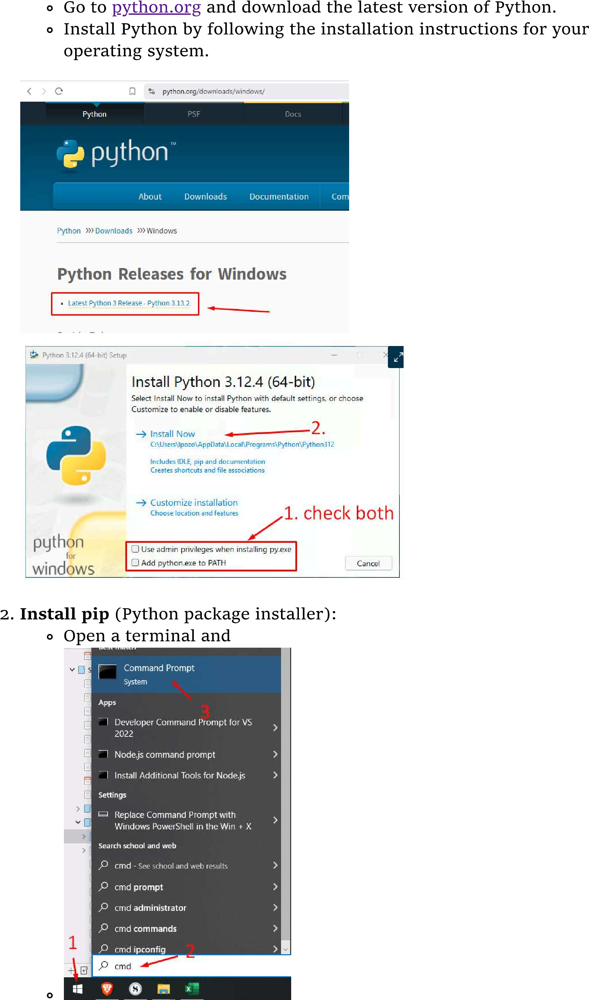 Go to python.org and download the latest version of Python.
Install Python by following the installation instructions for your
operating system.
python.org/downloads/windows/
Python
PSF
Docs
python™
About
Downloads
Documentation
Com
Python >>> Downloads >>> Windows
Python Releases for Windows
Latest Python 3 Release - Python 3.13.2
Python 3.12.4 (64-bit) Setup
Install Python 3.12.4 (64-bit)
Select Install Now to install Python with default settings, or choose
Customize to enable or disable features.
Install Now
2.
C:\Users\lpozo\AppData\Local\Programs\Python\Python312
Includes IDLE, pip and documentation
Creates shortcuts and file associations
Customize installation
Choose location and features
1. check both
python
for
windows
Use admin privileges when installing py.exe
Add python.exe to PATH
Cancel
2. Install pip (Python package installer):
Open a terminal and
Best match
Command Prompt
System
3
Apps
Developer Command Prompt for VS
2022
Node.js command prompt
Install Additional Tools for Node.js
Settings
Replace Command Prompt with
Windows PowerShell in the Win + X
Search school and web
cmd - See school and web results
cmd prompt
cmd administrator
cmd commands
cmd ipconfig
1
2
cmd